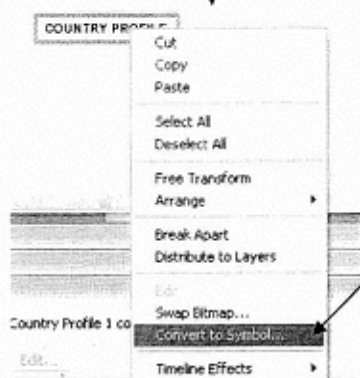 COUNTRY PROFILE
Cut
Copy
Paste
Select All
Deselect All
Free Transform
Arrange
Break Apart
Distribute to Layers
Edit
Swap Bitmap...
Country Profile 1 co
Convert to Symbol...
Edit...
Timeline Effects